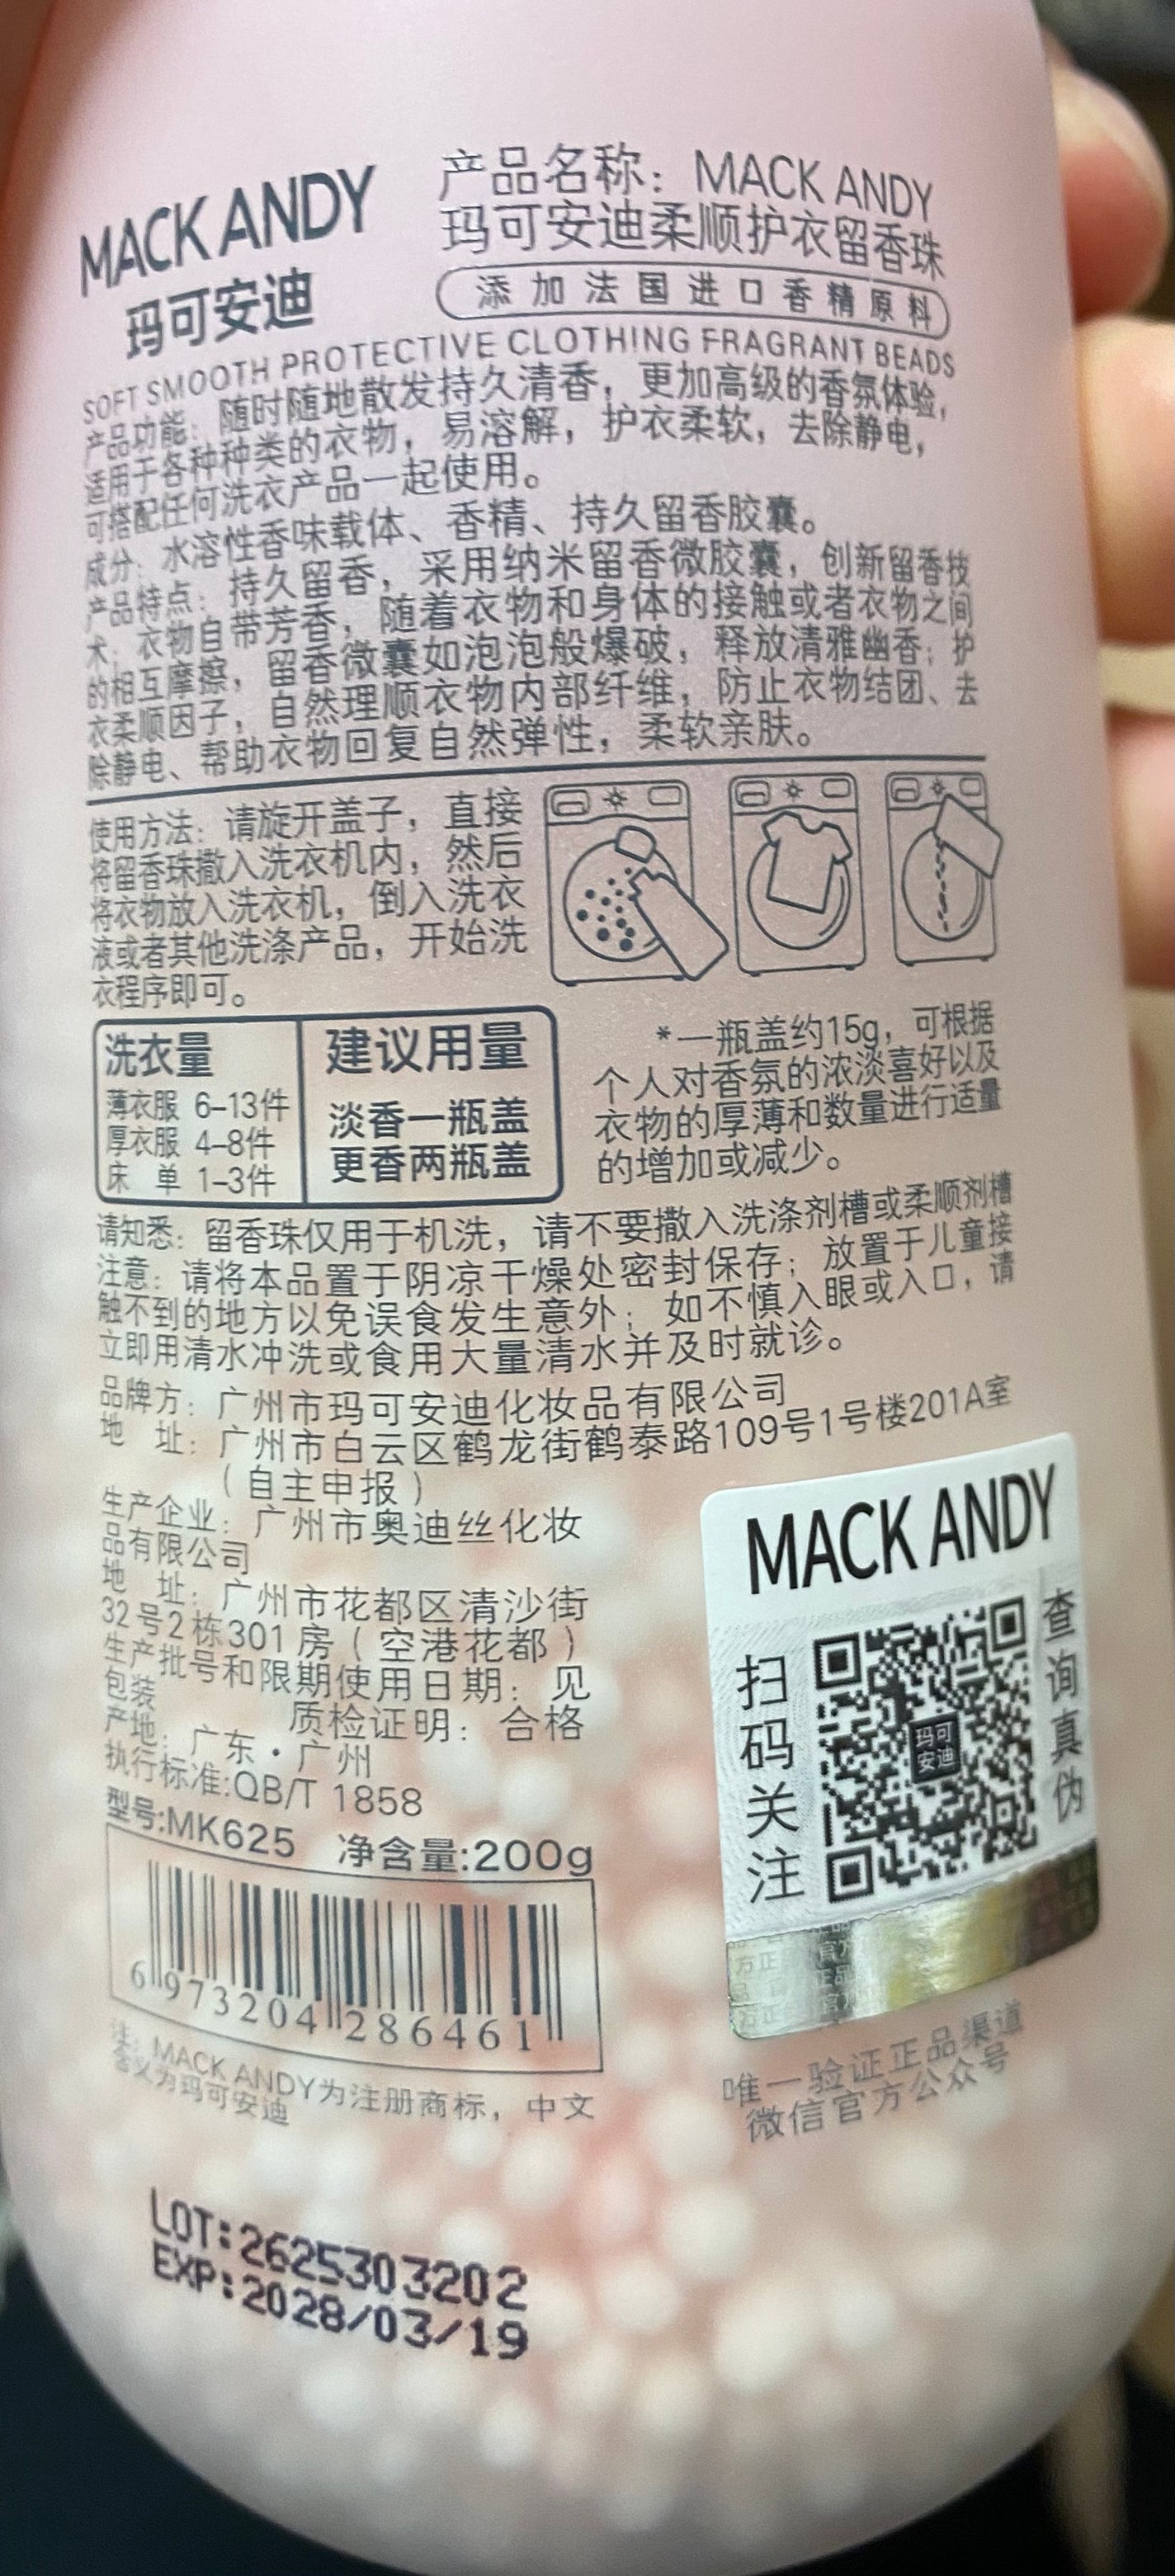 MACK ANDY
玛可安迪
产品名称：MACK ANDY
玛可安迪柔顺护衣留香珠
添加法国进口香精原料
SOFT SMOOTH PROTECTIVE CLOTHING FRAGRANT BEADS
产品功能：随时随地散发持久清香，更加高级的香氛体验，
适用于各种种类的衣物，易溶解，护衣柔软，去除静电，
可搭配任何洗衣产品一起使用。
成分：水溶性香味载体、香精、持久留香胶囊。
产品特点：持久留香，采用纳米留香微胶囊，创新留香技
术；衣物自带芳香，随着衣物和身体的接触或者衣物之间
的相互摩擦，留香微囊如泡泡般爆破，释放清雅幽香；护
衣柔顺因子，自然理顺衣物内部纤维，防止衣物结团、去
除静电、帮助衣物回复自然弹性，柔软亲肤。
使用方法：请旋开盖子，直接
将留香珠撒入洗衣机内，然后
将衣物放入洗衣机，倒入洗衣
液或者其他洗涤产品，开始洗
衣程序即可。
洗衣量
薄衣服 6-13件
厚衣服 4-8件
床 单 1-3件
建议用量
淡香一瓶盖
更香两瓶盖
*一瓶盖约15g，可根据
个人对香氛的浓淡喜好以及
衣物的厚薄和数量进行适量
的增加或减少。
请知悉：留香珠仅用于机洗，请不要撒入洗涤剂槽或柔顺剂槽
注意：请将本品置于阴凉干燥处密封保存；放置于儿童接
触不到的地方以免误食发生意外；如不慎入眼或入口，请
立即用清水冲洗或食用大量清水并及时就诊。
品牌方：广州市玛可安迪化妆品有限公司
地 址：广州市白云区鹤龙街鹤泰路109号1号楼201A室
（自主申报）
生产企业：广州市奥迪丝化妆
品有限公司
地 址：广州市花都区清沙街
32号2栋301房（空港花都）
生产批号和限期使用日期：见
包装 质检证明：合格
产地：广东·广州
执行标准:QB/T 1858
型号:MK625 净含量:200g
6 973204 286461
注：MACK ANDY为注册商标，中文
含义为玛可安迪
MACK ANDY
扫码关注
查询真伪
玛可
安迪
唯一验证正品渠道
微信官方公众号
LOT:2625303202
EXP:2028/03/19